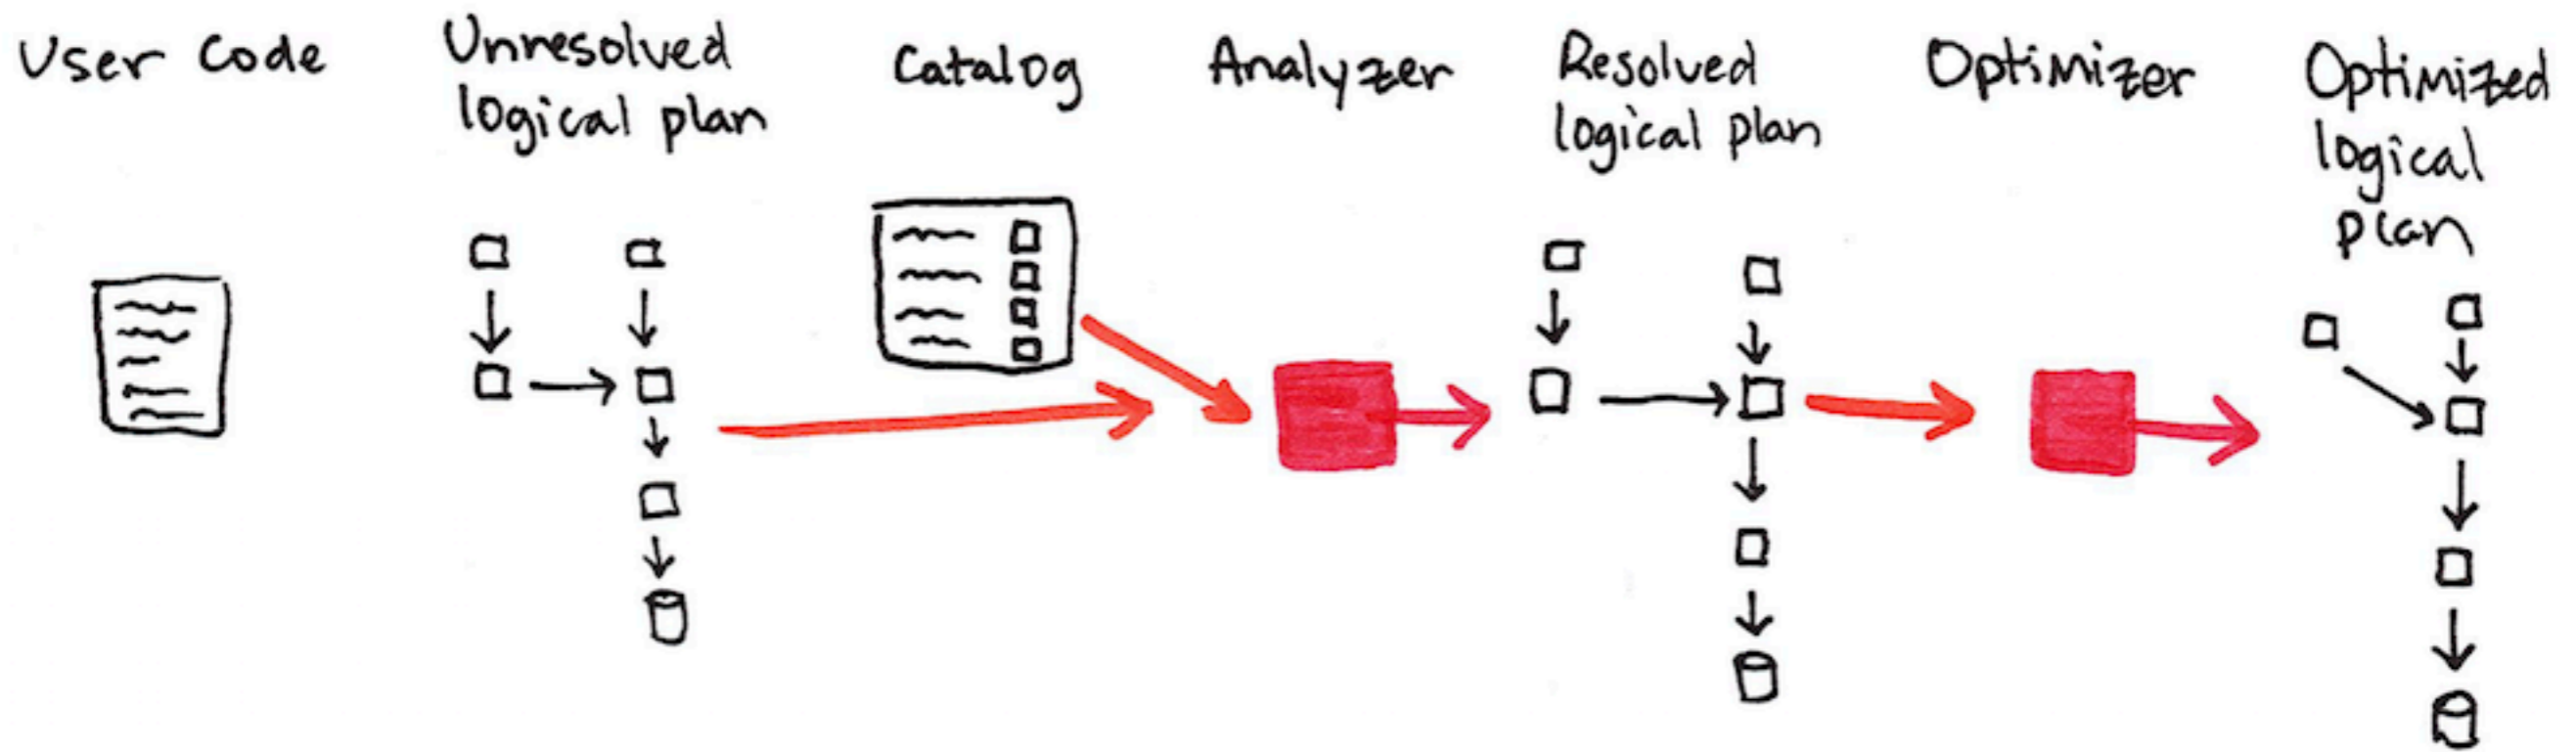 User Code
Unresolved
logical plan
Catalog
Analyzer
Resolved
logical plan
Optimizer
Optimized
logical
plan